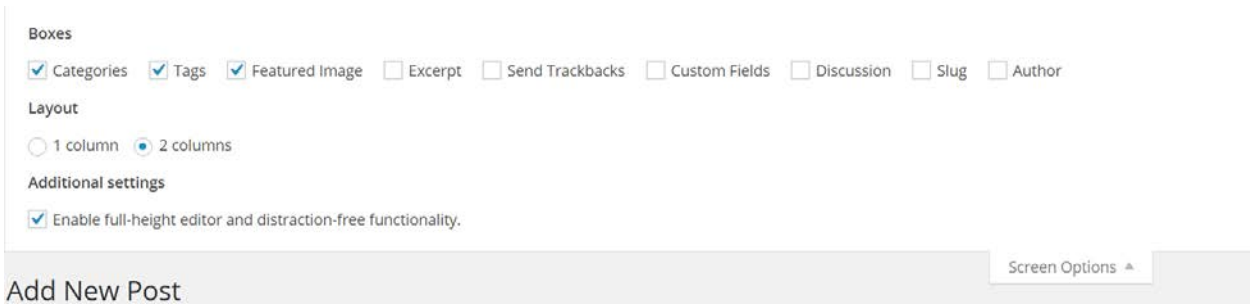 Boxes
Categories Tags Featured Image Excerpt Send Trackbacks Custom Fields Discussion Slug Author
Layout
1 column 2 columns
Additional settings
Enable full-height editor and distraction-free functionality.
Screen Options
Add New Post